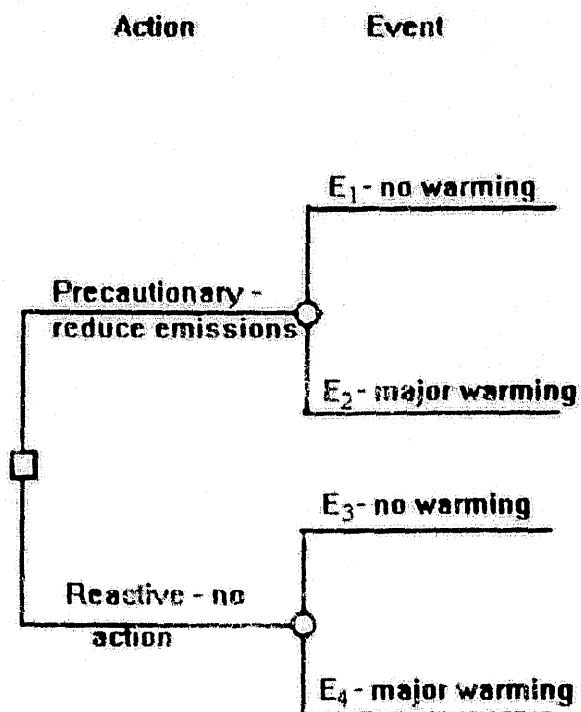 Action Event
E₁- no warming
Precautionary -
reduce emissions
E₂- major warming
E₃- no warming
Reactive - no
action
E₄- major warming